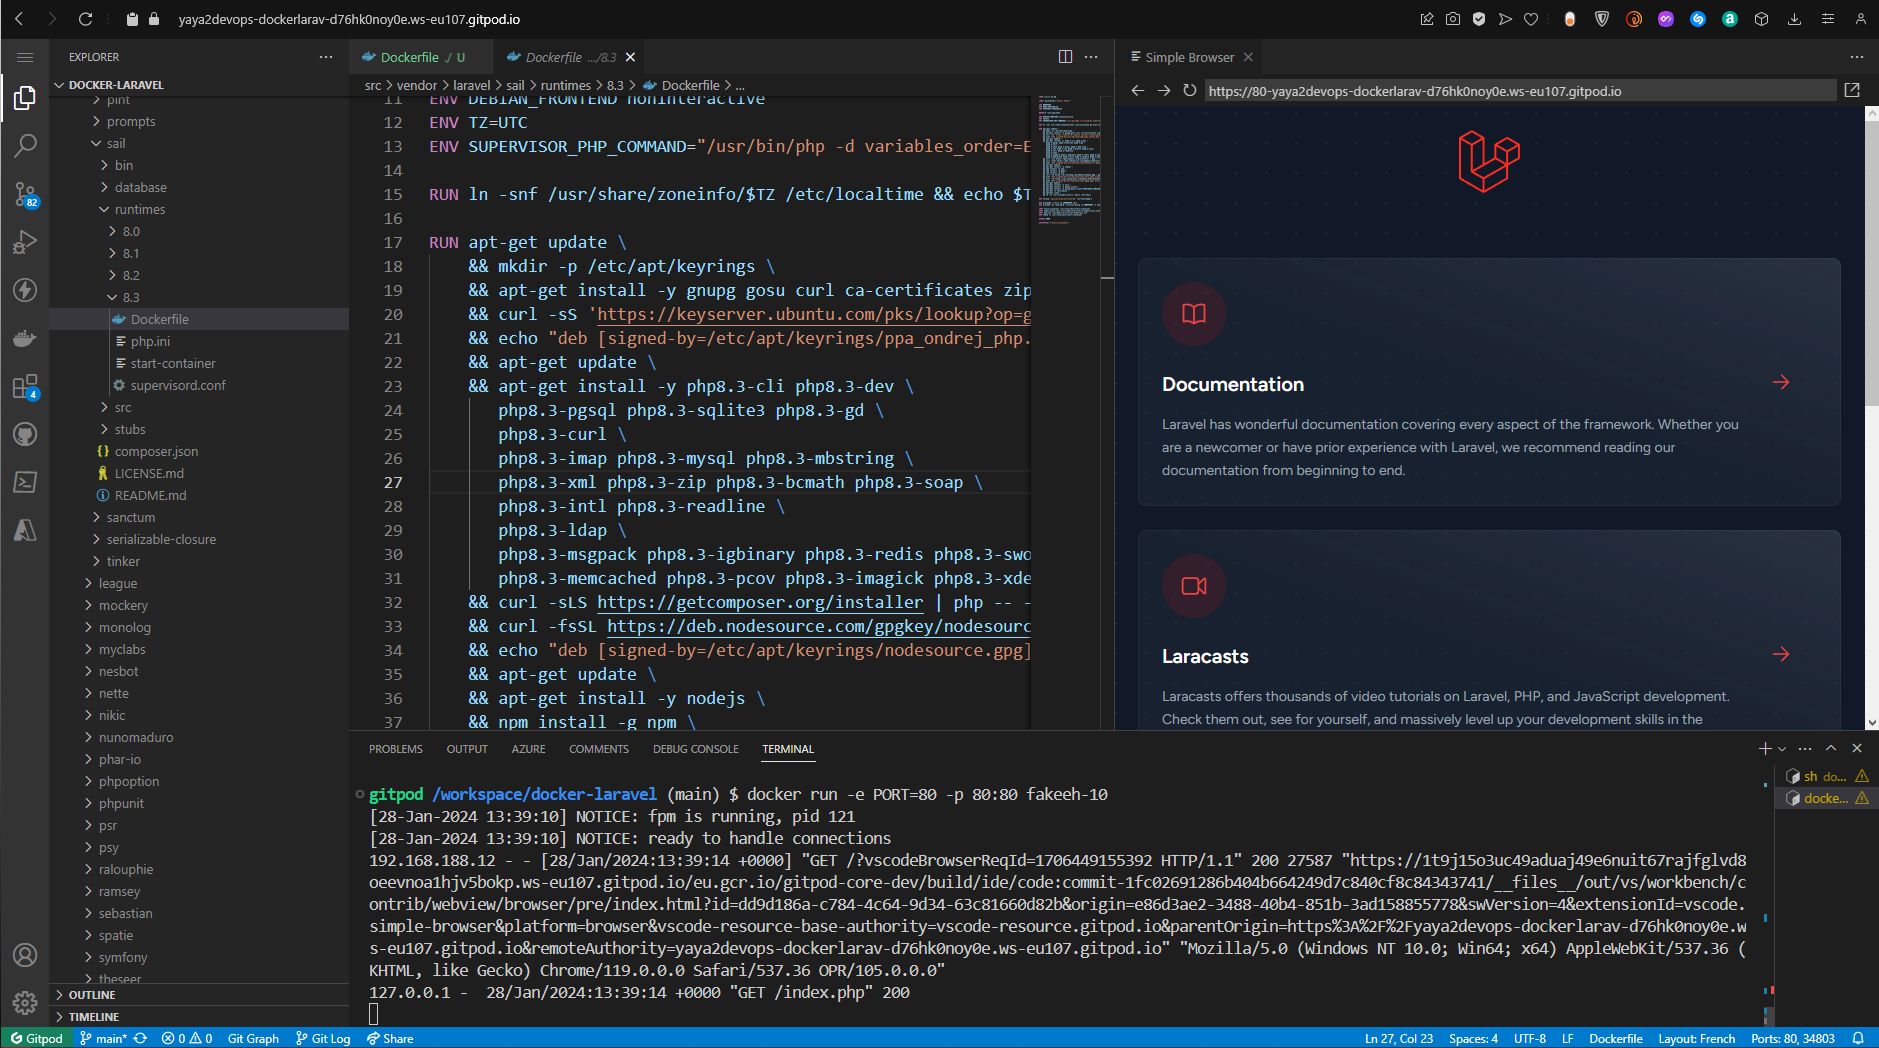 yaya2devops-dockerlarav-d76hk0noy0e.ws-eu107.gitpod.io
EXPLORER
DOCKER-LARAVEL
pint
prompts
sail
bin
database
runtimes
8.0
8.1
8.2
8.3
Dockerfile
php.ini
start-container
supervisord.conf
src
stubs
composer.json
LICENSE.md
README.md
sanctum
serializable-closure
tinker
league
mockery
monolog
myclabs
nesbot
nette
nikic
nunomaduro
phar-io
phpoption
phpunit
psr
psy
ralouphie
ramsey
sebastian
spatie
symfony
theseer
OUTLINE
TIMELINE
82
4
Dockerfile ./ U
Dockerfile .../8.3
src > vendor > laravel > sail > runtimes > 8.3 > Dockerfile > ...
11 ENV DEBIAN_FRONTEND noninteractive
12 ENV TZ=UTC
13 ENV SUPERVISOR_PHP_COMMAND="/usr/bin/php -d variables_order=E
14
15 RUN ln -snf /usr/share/zoneinfo/$TZ /etc/localtime && echo $T
16
17 RUN apt-get update \
18 && mkdir -p /etc/apt/keyrings \
19 && apt-get install -y gnupg gosu curl ca-certificates zip
20 && curl -sS 'https://keyserver.ubuntu.com/pks/lookup?op=g
21 && echo "deb [signed-by=/etc/apt/keyrings/ppa_ondrej_php.
22 && apt-get update \
23 && apt-get install -y php8.3-cli php8.3-dev \
24 php8.3-pgsql php8.3-sqlite3 php8.3-gd \
25 php8.3-curl \
26 php8.3-imap php8.3-mysql php8.3-mbstring \
27 php8.3-xml php8.3-zip php8.3-bcmath php8.3-soap \
28 php8.3-intl php8.3-readline \
29 php8.3-ldap \
30 php8.3-msgpack php8.3-igbinary php8.3-redis php8.3-swo
31 php8.3-memcached php8.3-pcov php8.3-imagick php8.3-xde
32 && curl -sLS https://getcomposer.org/installer | php -- -
33 && curl -fsSL https://deb.nodesource.com/gpgkey/nodesourc
34 && echo "deb [signed-by=/etc/apt/keyrings/nodesource.gpg]
35 && apt-get update \
36 && apt-get install -y nodejs \
37 && npm install -g npm \
Simple Browser
https://80-yaya2devops-dockerlarav-d76hk0noy0e.ws-eu107.gitpod.io
Documentation
Laravel has wonderful documentation covering every aspect of the framework. Whether you
are a newcomer or have prior experience with Laravel, we recommend reading our
documentation from beginning to end.
Laracasts
Laracasts offers thousands of video tutorials on Laravel, PHP, and JavaScript development.
Check them out, see for yourself, and massively level up your development skills in the
PROBLEMS OUTPUT AZURE COMMENTS DEBUG CONSOLE TERMINAL
gitpod /workspace/docker-laravel (main) $ docker run -e PORT=80 -p 80:80 fakeeh-10
[28-Jan-2024 13:39:10] NOTICE: fpm is running, pid 121
[28-Jan-2024 13:39:10] NOTICE: ready to handle connections
192.168.188.12 - - [28/Jan/2024:13:39:14 +0000] "GET /?vscodeBrowserReqId=1706449155392 HTTP/1.1" 200 27587 "https://1t9j15o3uc49aduaj49e6nuit67rajfglvd8
oeevnoa1hjv5bokp.ws-eu107.gitpod.io/eu.gcr.io/gitpod-core-dev/build/ide/code:commit-1fc02691286b404b664249d7c840cf8c84343741/__files__/out/vs/workbench/c
ontrib/webview/browser/pre/index.html?id=dd9d186a-c784-4c64-9d34-63c81660d82b&origin=e86d3ae2-3488-40b4-851b-3ad158855778&swVersion=4&extensionId=vscode.
simple-browser&platform=browser&vscode-resource-base-authority=vscode-resource.gitpod.io&parentOrigin=https%3A%2F%2Fyaya2devops-dockerlarav-d76hk0noy0e.w
s-eu107.gitpod.io&remoteAuthority=yaya2devops-dockerlarav-d76hk0noy0e.ws-eu107.gitpod.io" "Mozilla/5.0 (Windows NT 10.0; Win64; x64) AppleWebKit/537.36 (
KHTML, like Gecko) Chrome/119.0.0.0 Safari/537.36 OPR/105.0.0.0"
127.0.0.1 - 28/Jan/2024:13:39:14 +0000 "GET /index.php" 200
sh do...
docke...
Gitpod main* 0 0 Git Graph Git Log Share Ln 27, Col 23 Spaces: 4 UTF-8 LF Dockerfile Layout: French Ports: 80, 34803